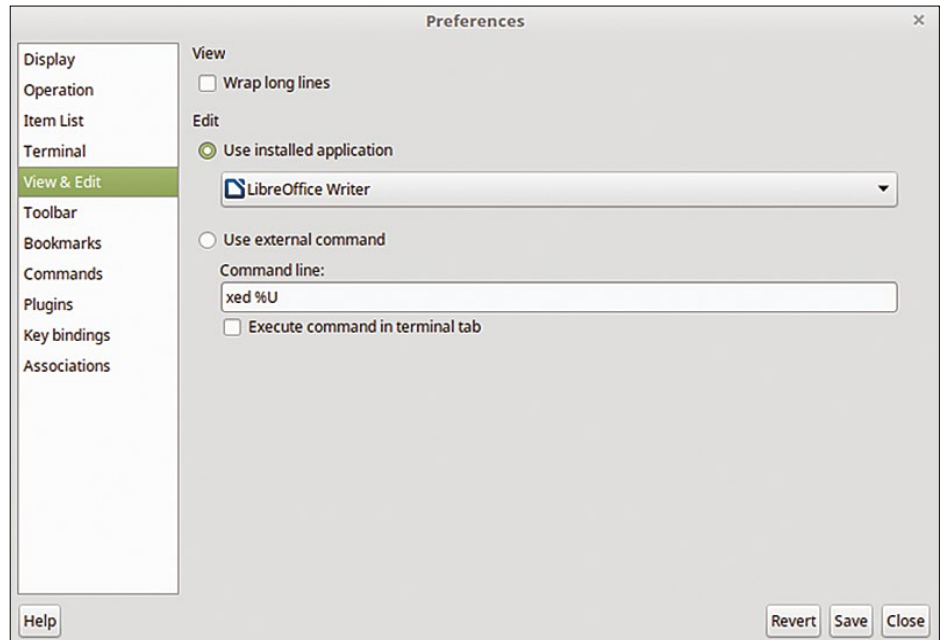 Preferences
Display
Operation
Item List
Terminal
View & Edit
Toolbar
Bookmarks
Commands
Plugins
Key bindings
Associations
View
Wrap long lines
Edit
Use installed application
LibreOffice Writer
Use external command
Command line:
xed %U
Execute command in terminal tab
Help
Revert
Save
Close